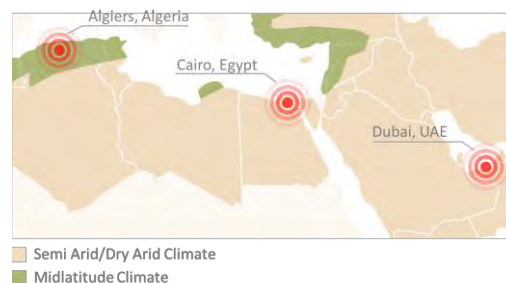 Algiers, Algeria
Cairo, Egypt
Dubai, UAE
Semi Arid/Dry Arid Climate
Midlatitude Climate